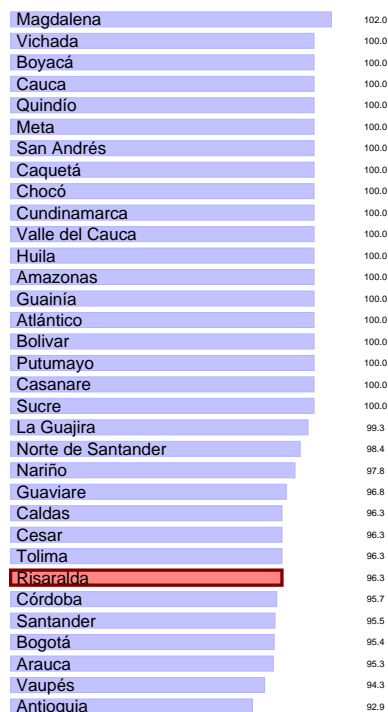 Magdalena 102.0
Vichada 100.0
Boyacá 100.0
Cauca 100.0
Quindío 100.0
Meta 100.0
San Andrés 100.0
Caquetá 100.0
Chocó 100.0
Cundinamarca 100.0
Valle del Cauca 100.0
Huila 100.0
Amazonas 100.0
Guainía 100.0
Atlántico 100.0
Bolivar 100.0
Putumayo 100.0
Casanare 100.0
Sucre 100.0
La Guajira 99.3
Norte de Santander 98.4
Nariño 97.8
Guaviare 96.8
Caldas 96.3
Cesar 96.3
Tolima 96.3
Risaralda 96.3
Córdoba 95.7
Santander 95.5
Bogotá 95.4
Arauca 95.3
Vaupés 94.3
Antioquia 92.9